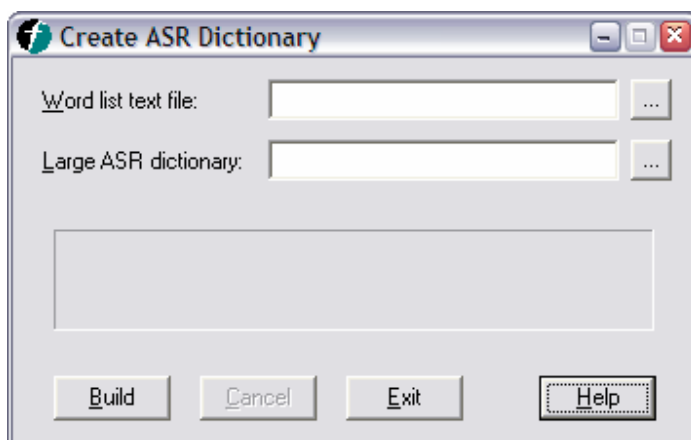 Create ASR Dictionary
Word list text file:
...
Large ASR dictionary:
...
Build Cancel Exit Help